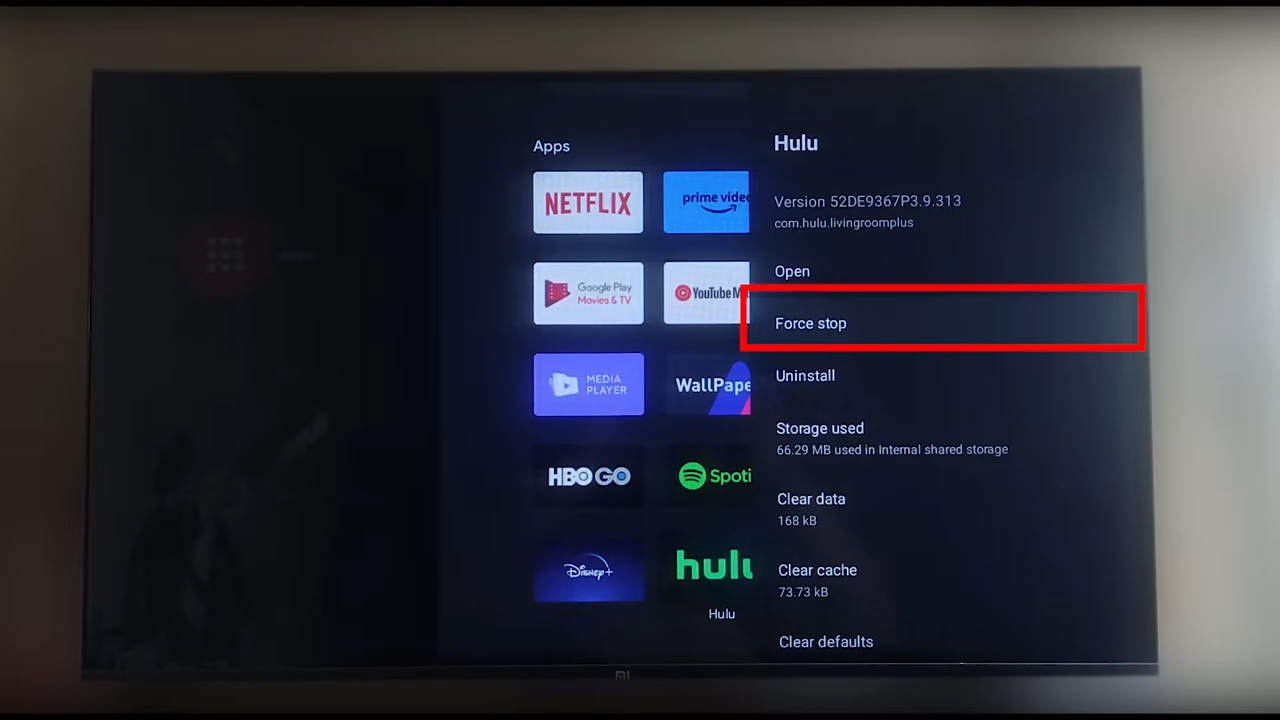 Apps
NETFLIX
prime video
Google Play
Movies & TV
YouTube M
MEDIA
PLAYER
WallPape
HBO GO
Spoti
Disney+
hulu
Hulu
Hulu
Version 52DE9367P3.9.313
com.hulu.livingroomplus
Open
Force stop
Uninstall
Storage used
66.29 MB used in Internal shared storage
Clear data
168 kB
Clear cache
73.73 kB
Clear defaults
mi